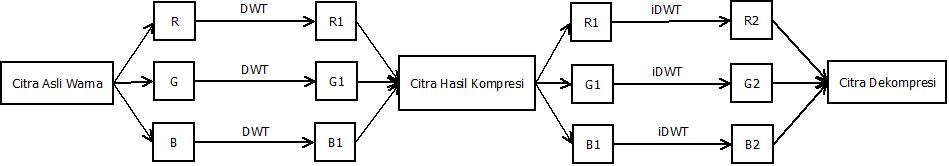 R DWT R1 R1 iDWT R2
Citra Asli Warna G DWT G1 Citra Hasil Kompresi G1 iDWT G2 Citra Dekompresi
B DWT B1 B1 iDWT B2